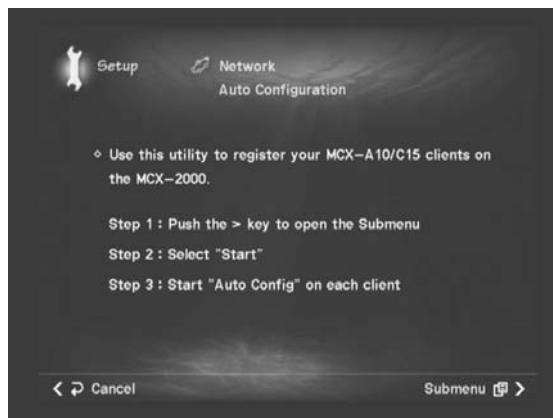 Setup
Network
Auto Configuration
◇ Use this utility to register your MCX-A10/C15 clients on
the MCX-2000.
Step 1 : Push the > key to open the Submenu
Step 2 : Select "Start"
Step 3 : Start "Auto Config" on each client
< Cancel
Submenu >